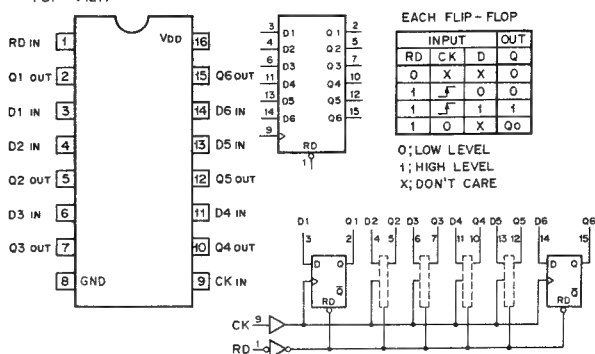 TOP VIEW
RD IN 1
Q1 OUT 2
D1 IN 3
D2 IN 4
Q2 OUT 5
D3 IN 6
Q3 OUT 7
8 GND
VDD 16
15 Q6 OUT
14 D6 IN
13 D5 IN
12 Q5 OUT
11 D4 IN
10 Q4 OUT
9 CK IN
3 D1 Q1 2
4 D2 Q2 5
6 D3 Q3 7
11 D4 Q4 10
13 D5 Q5 12
14 D6 Q6 15
9
RD
1
EACH FLIP-FLOP
INPUT OUT
RD CK D Q
0 X X 0
1 0 0
1 1 1
1 0 X Qo
0; LOW LEVEL
1; HIGH LEVEL
X; DON'T CARE
D1 Q1 D2 Q2 D3 Q3 D4 Q4 D5 Q5 D6 Q6
3 2 4 5 6 7 11 10 13 12 14 15
D Q D Q
Q̅ Q̅
RD RD
CK 9
RD 1